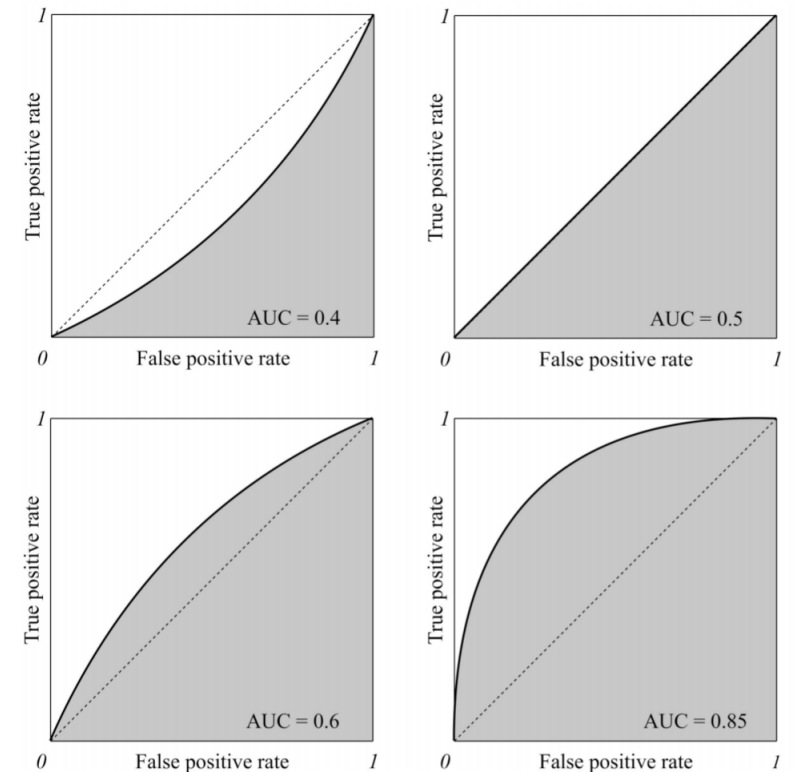 1
True positive rate
AUC = 0.4
0
False positive rate
1
1
True positive rate
AUC = 0.5
0
False positive rate
1
1
True positive rate
AUC = 0.6
0
False positive rate
1
1
True positive rate
AUC = 0.85
0
False positive rate
1